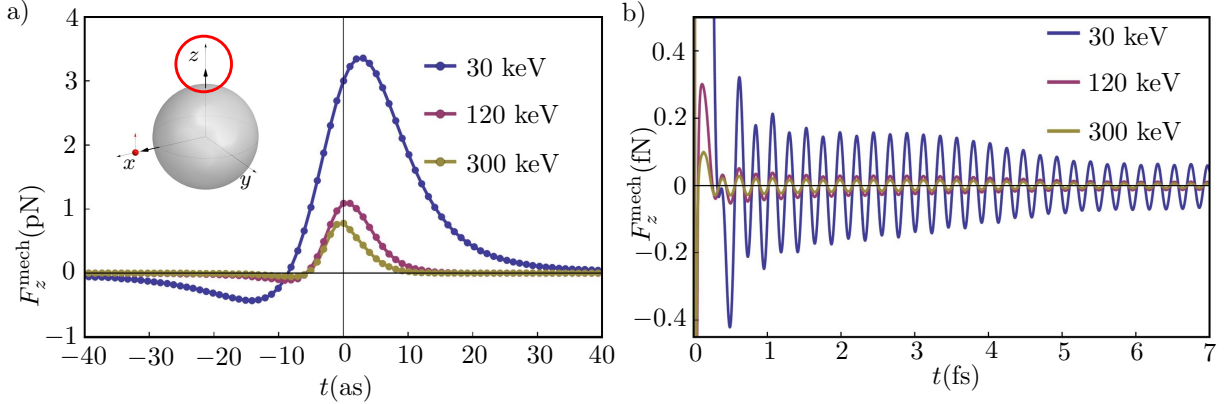 a)
4
3
2
1
0
−1
F_z^mech (pN)
−40 −30 −20 −10 0 10 20 30 40
t(as)
30 keV
120 keV
300 keV
z
x
y
b)
0.4
0.2
0
−0.2
−0.4
F_z^mech (fN)
0 1 2 3 4 5 6 7
t(fs)
30 keV
120 keV
300 keV